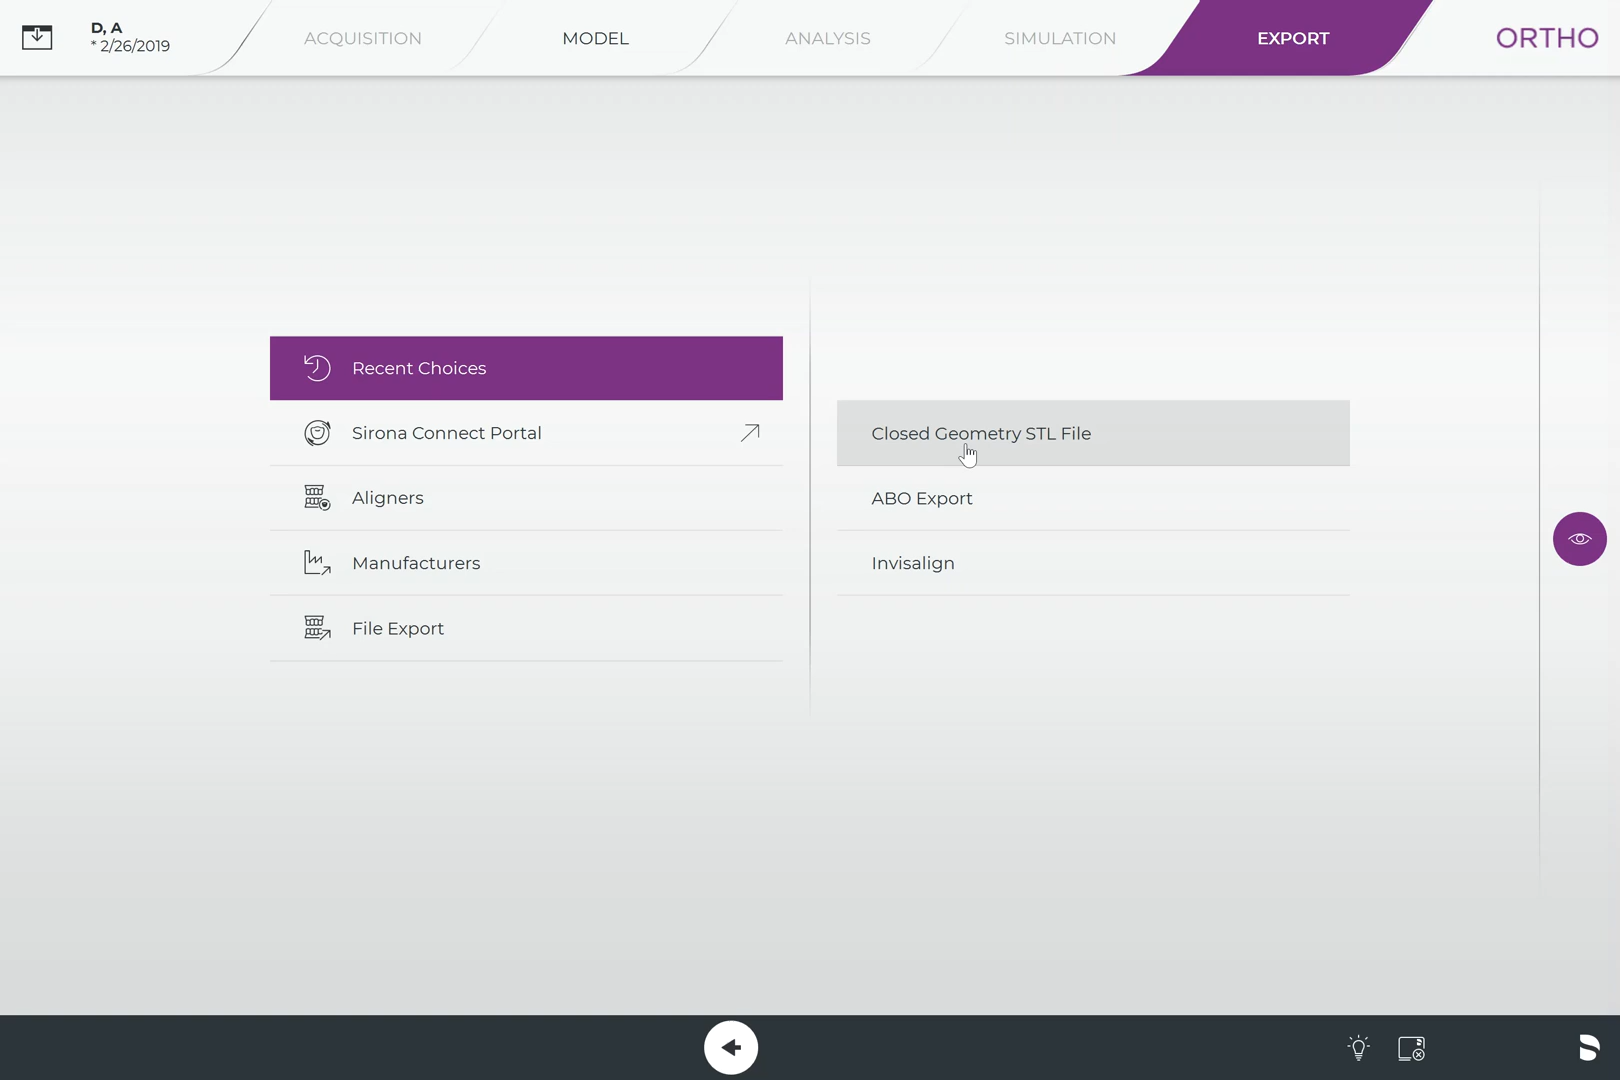 D, A
* 2/26/2019
ACQUISITION
MODEL
ANALYSIS
SIMULATION
EXPORT
ORTHO
Recent Choices
Sirona Connect Portal
Aligners
Manufacturers
File Export
Closed Geometry STL File
ABO Export
Invisalign